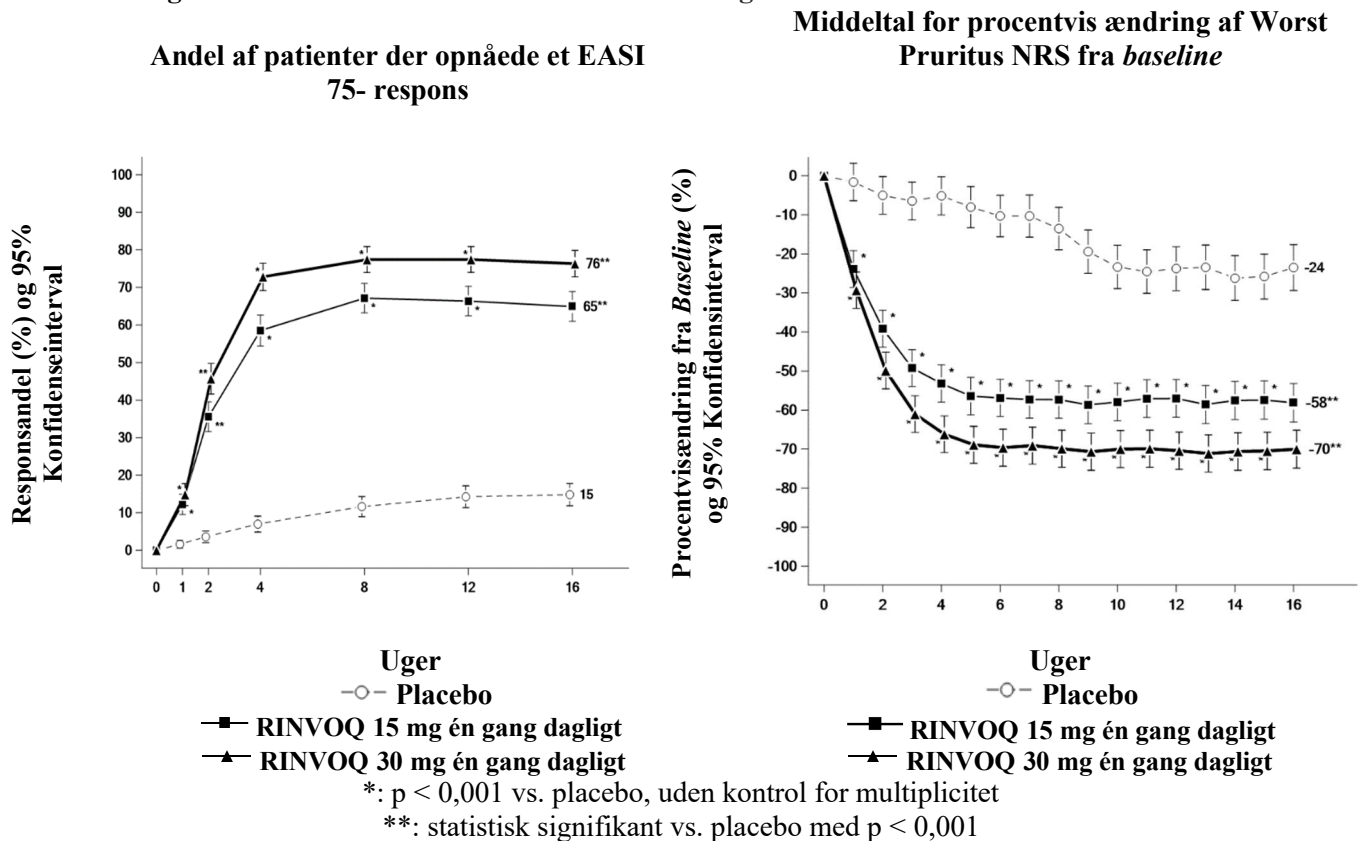 Andel af patienter der opnåede et EASI
75- respons
Responsandel (%) og 95%
Konfidenseinterval
100
90
80
70
60
50
40
30
20
10
0
0 1 2 4 8 12 16
* * ** ** * * * * * *
76**
65**
15
Uger
Placebo
RINVOQ 15 mg én gang dagligt
RINVOQ 30 mg én gang dagligt
Middeltal for procentvis ændring af Worst
Pruritus NRS fra baseline
Procentvisændring fra Baseline (%)
og 95% Konfidensinterval
0
-10
-20
-30
-40
-50
-60
-70
-80
-90
-100
0 2 4 6 8 10 12 14 16
* * * * * * * * * * * * * * *
* * * * * * * * * * * * * * *
-24
-58**
-70**
Uger
Placebo
RINVOQ 15 mg én gang dagligt
RINVOQ 30 mg én gang dagligt
*: p < 0,001 vs. placebo, uden kontrol for multiplicitet
**: statistisk signifikant vs. placebo med p < 0,001